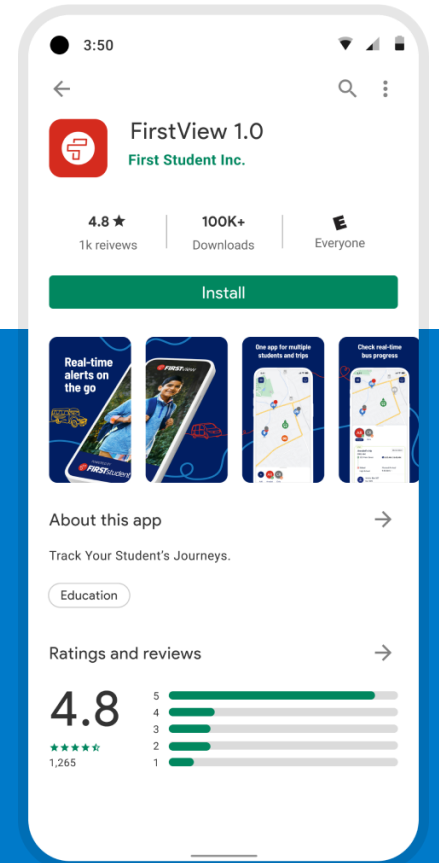 3:50
FirstView 1.0
First Student Inc.
4.8 ★
1k reivews
100K+
Downloads
E
Everyone
Install
Real-time
alerts on
the go
FIRSTstudent
FIRSTview
One app for multiple
students and trips
Check real-time
bus progress
About this app
Track Your Student's Journeys.
Education
Ratings and reviews
4.8
1,265
5
4
3
2
1